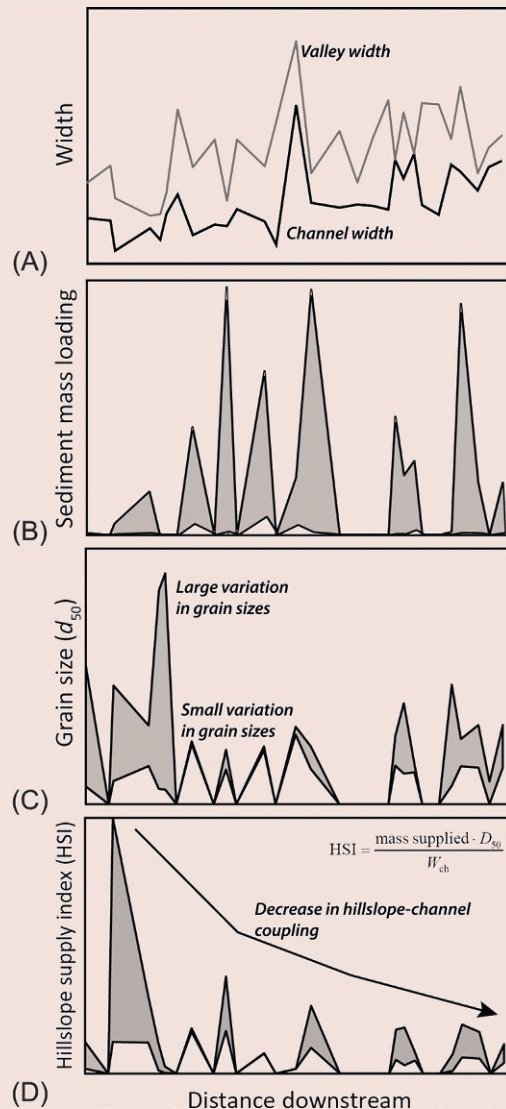 Width
Valley width
Channel width
(A)
Sediment mass loading
(B)
Grain size (d50)
Large variation
in grain sizes
Small variation
in grain sizes
(C)
Hillslope supply index (HSI)
HSI = mass supplied · D50 / Wch
Decrease in hillslope-channel
coupling
(D)
Distance downstream